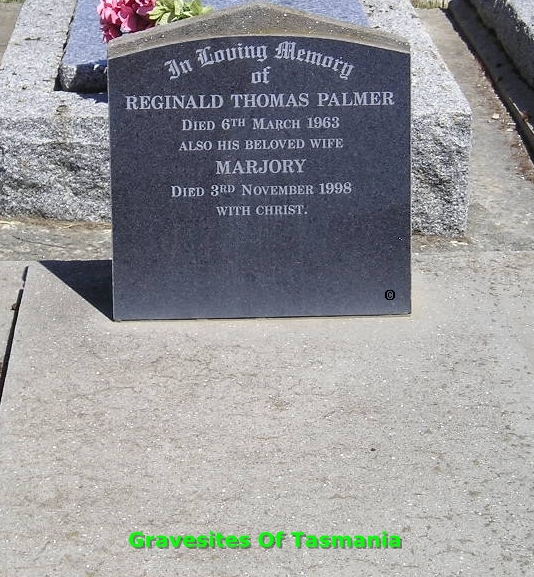 In Loving Memory
of
REGINALD THOMAS PALMER
DIED 6TH MARCH 1963
ALSO HIS BELOVED WIFE
MARJORY
DIED 3RD NOVEMBER 1998
WITH CHRIST.
©
Gravesites Of Tasmania